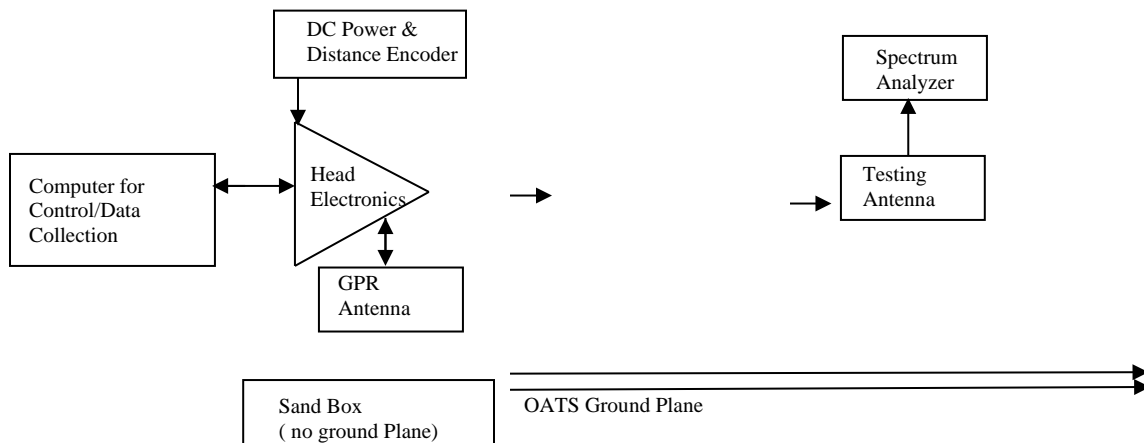 DC Power &
Distance Encoder
Spectrum
Analyzer
Computer for
Control/Data
Collection
Head
Electronics
Testing
Antenna
GPR
Antenna
Sand Box
( no ground Plane)
OATS Ground Plane